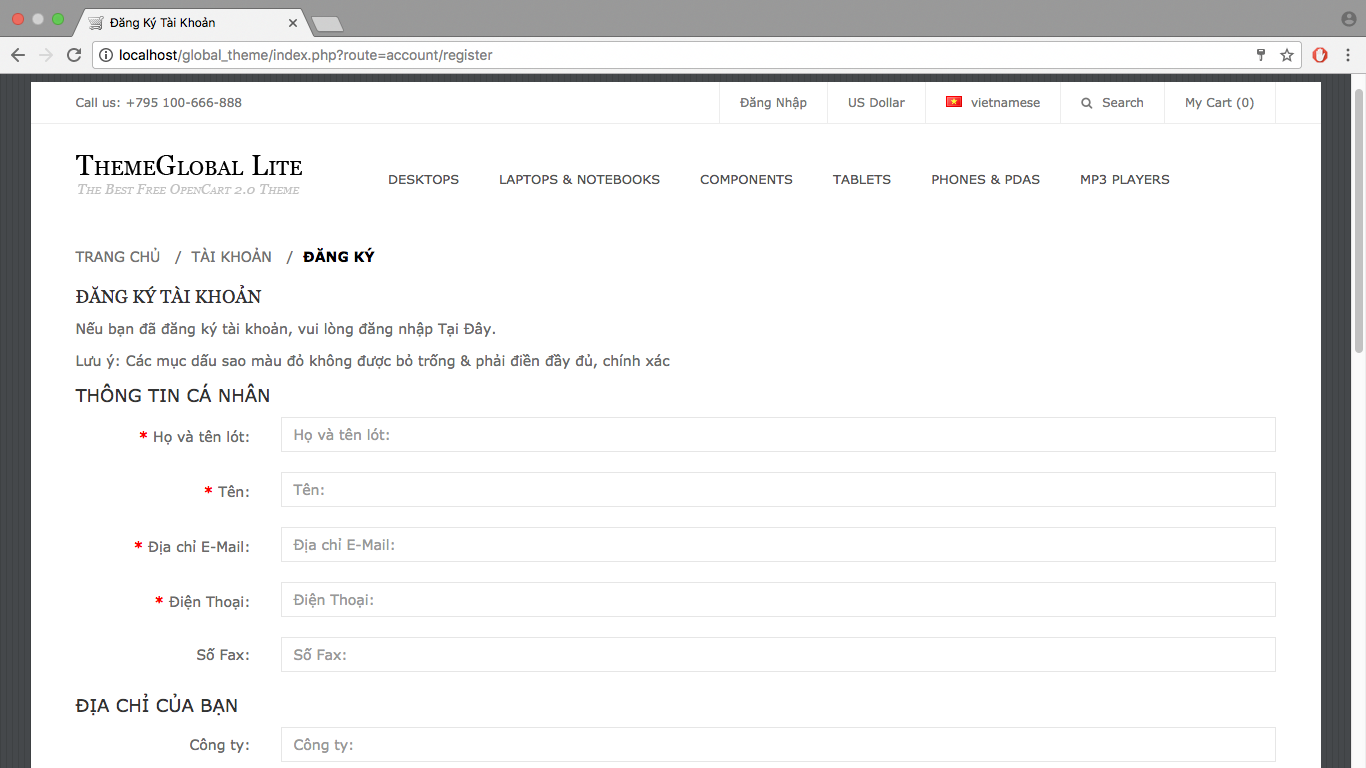 Đăng Ký Tài Khoản
localhost/global_theme/index.php?route=account/register
Call us: +795 100-666-888 Đăng Nhập US Dollar vietnamese Search My Cart (0)
ThemeGlobal Lite
The Best Free OpenCart 2.0 Theme
DESKTOPS LAPTOPS & NOTEBOOKS COMPONENTS TABLETS PHONES & PDAS MP3 PLAYERS
TRANG CHỦ / TÀI KHOẢN / ĐĂNG KÝ
ĐĂNG KÝ TÀI KHOẢN
Nếu bạn đã đăng ký tài khoản, vui lòng đăng nhập Tại Đây.
Lưu ý: Các mục dấu sao màu đỏ không được bỏ trống & phải điền đầy đủ, chính xác
THÔNG TIN CÁ NHÂN
* Họ và tên lót: Họ và tên lót:
* Tên: Tên:
* Địa chỉ E-Mail: Địa chỉ E-Mail:
* Điện Thoại: Điện Thoại:
Số Fax: Số Fax:
ĐỊA CHỈ CỦA BẠN
Công ty: Công ty: